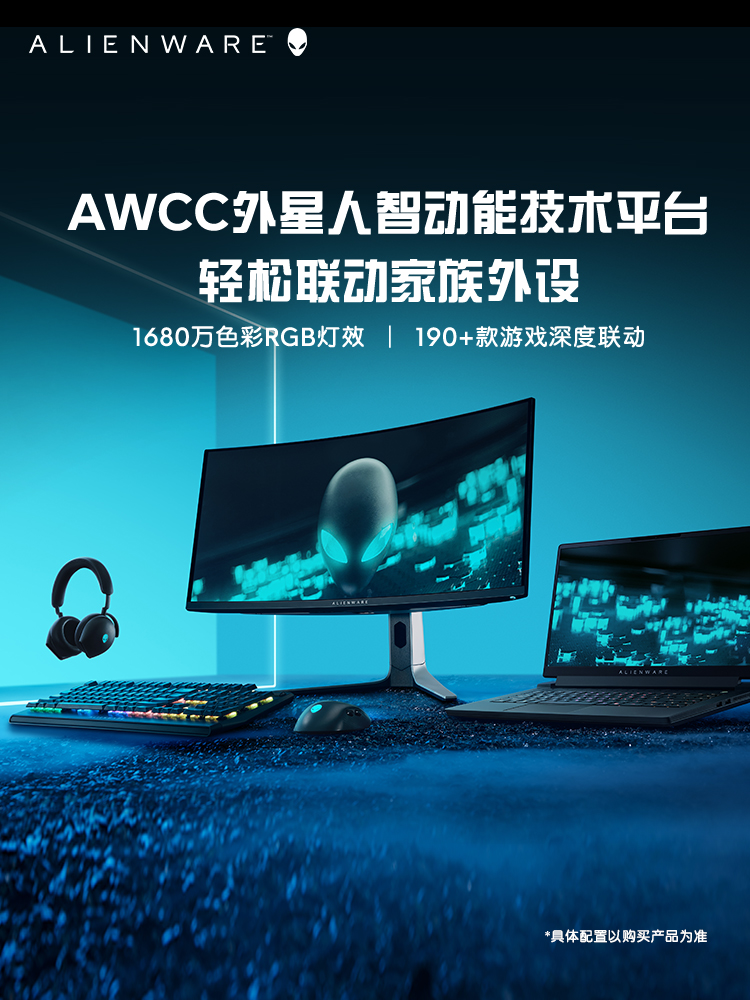 ALIENWARE™
AWCC外星人智动能技术平台
轻松联动家族外设
1680万色彩RGB灯效 | 190+款游戏深度联动
ALIENWARE
ALIENWARE
*具体配置以购买产品为准